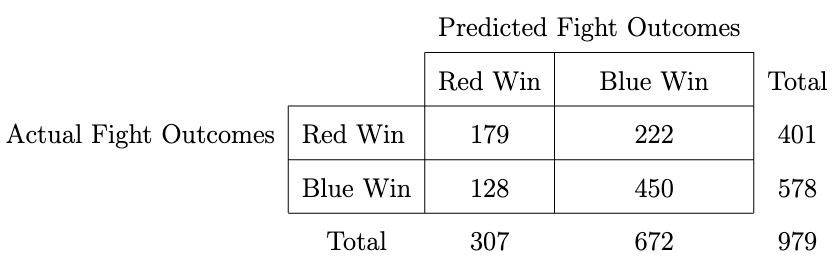 Predicted Fight Outcomes
Red Win Blue Win Total
Actual Fight Outcomes Red Win 179 222 401
Blue Win 128 450 578
Total 307 672 979